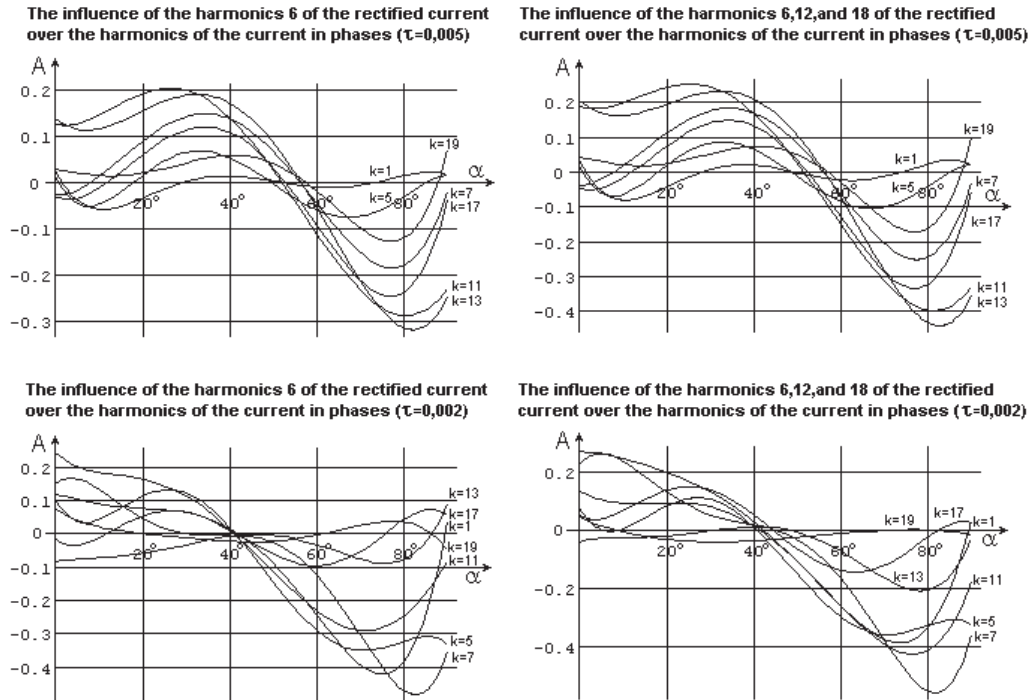 The influence of the harmonics 6 of the rectified current
over the harmonics of the current in phases (τ=0,005)
A
0.2
0.1
0
-0.1
-0.2
-0.3
20°
40°
60°
80°
α
k=19
k=1
k=5
k=7
k=17
k=11
k=13
The influence of the harmonics 6,12,and 18 of the rectified
current over the harmonics of the current in phases (τ=0,005)
A
0.2
0.1
0
-0.1
-0.2
-0.3
-0.4
20°
40°
60°
80°
α
k=19
k=1
k=5
k=7
k=17
k=11
k=13
The influence of the harmonics 6 of the rectified current
over the harmonics of the current in phases (τ=0,002)
A
0.2
0.1
0
-0.1
-0.2
-0.3
-0.4
20°
40°
60°
80°
α
k=13
k=17
k=1
k=19
k=11
k=5
k=7
The influence of the harmonics 6,12,and 18 of the rectified
current over the harmonics of the current in phases (τ=0,002)
A
0.2
0
-0.2
-0.4
20°
40°
60°
80°
α
k=19
k=17
k=1
k=13
k=11
k=5
k=7